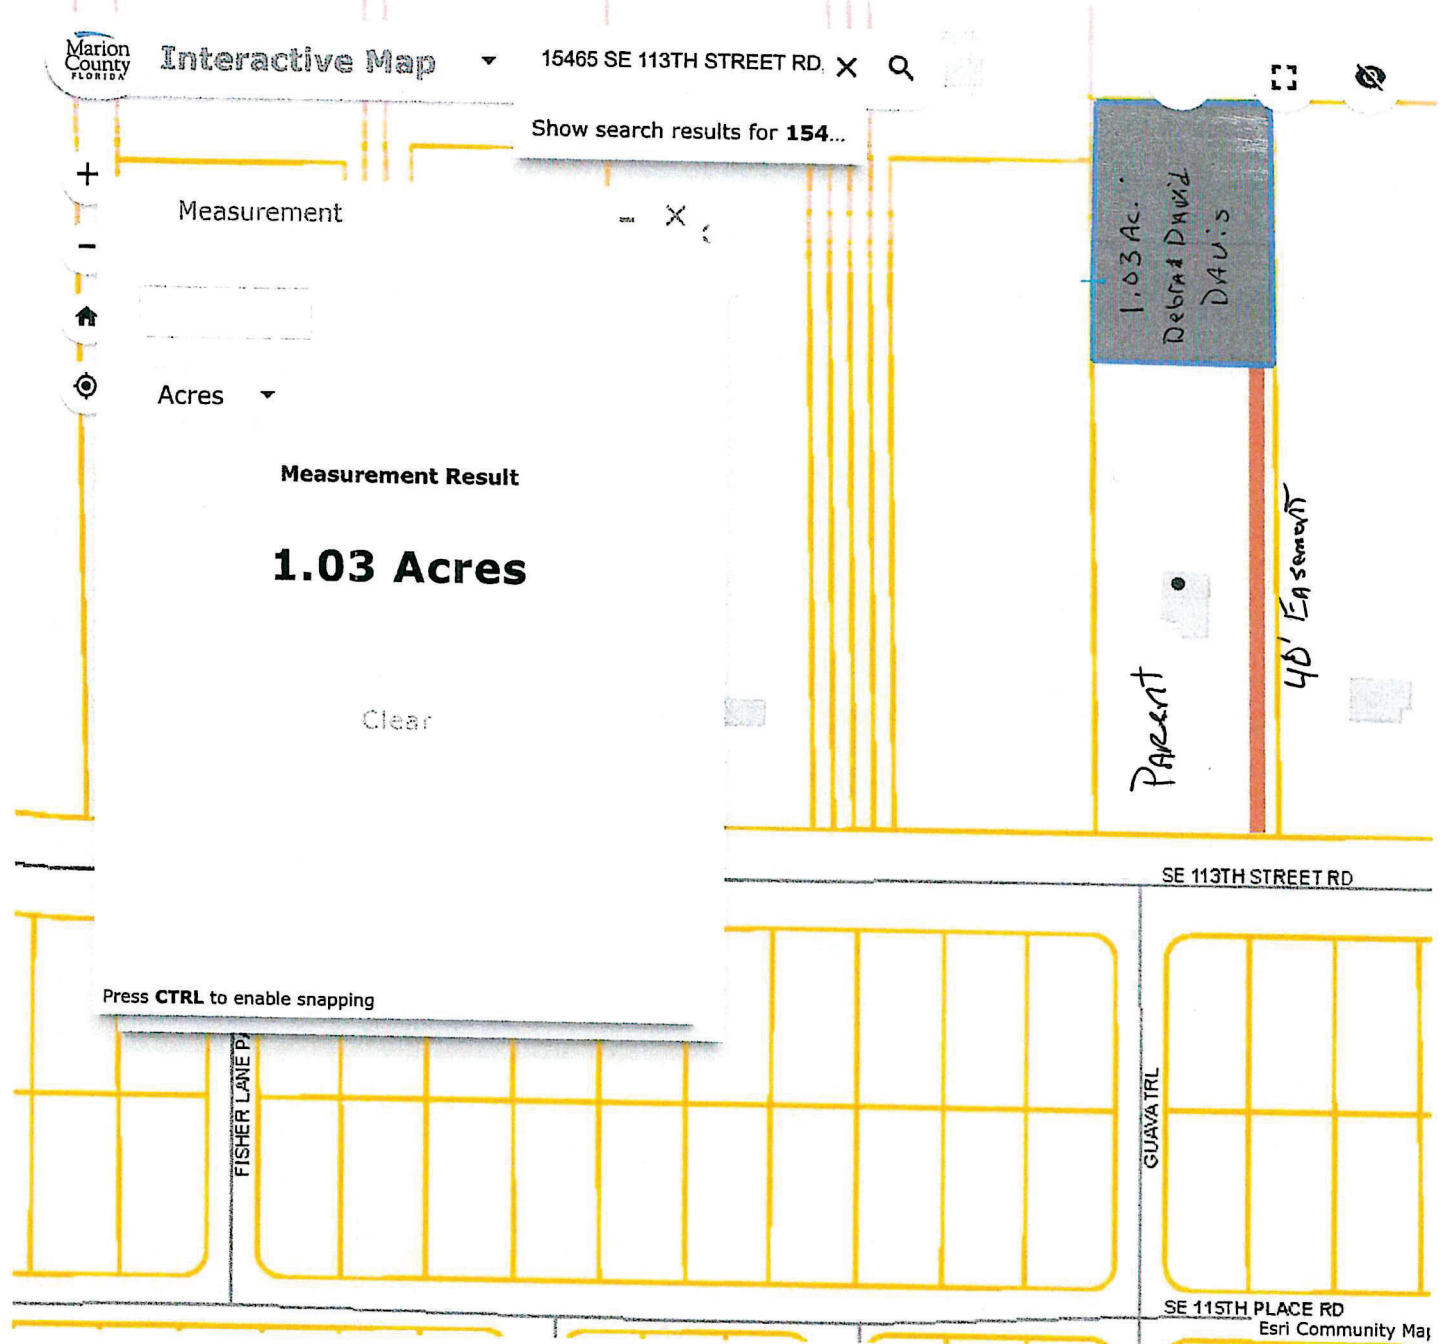 Marion
County
FLORIDA
Interactive Map
15465 SE 113TH STREET RD,
Show search results for 154...
Measurement
Acres
Measurement Result
1.03 Acres
Clear
Press CTRL to enable snapping
1.03 Ac.
Debra & David
DAVis
PArent
40' EAsement
SE 113TH STREET RD
FISHER LANE
GUAVA TRL
SE 115TH PLACE RD
Esri Community Map